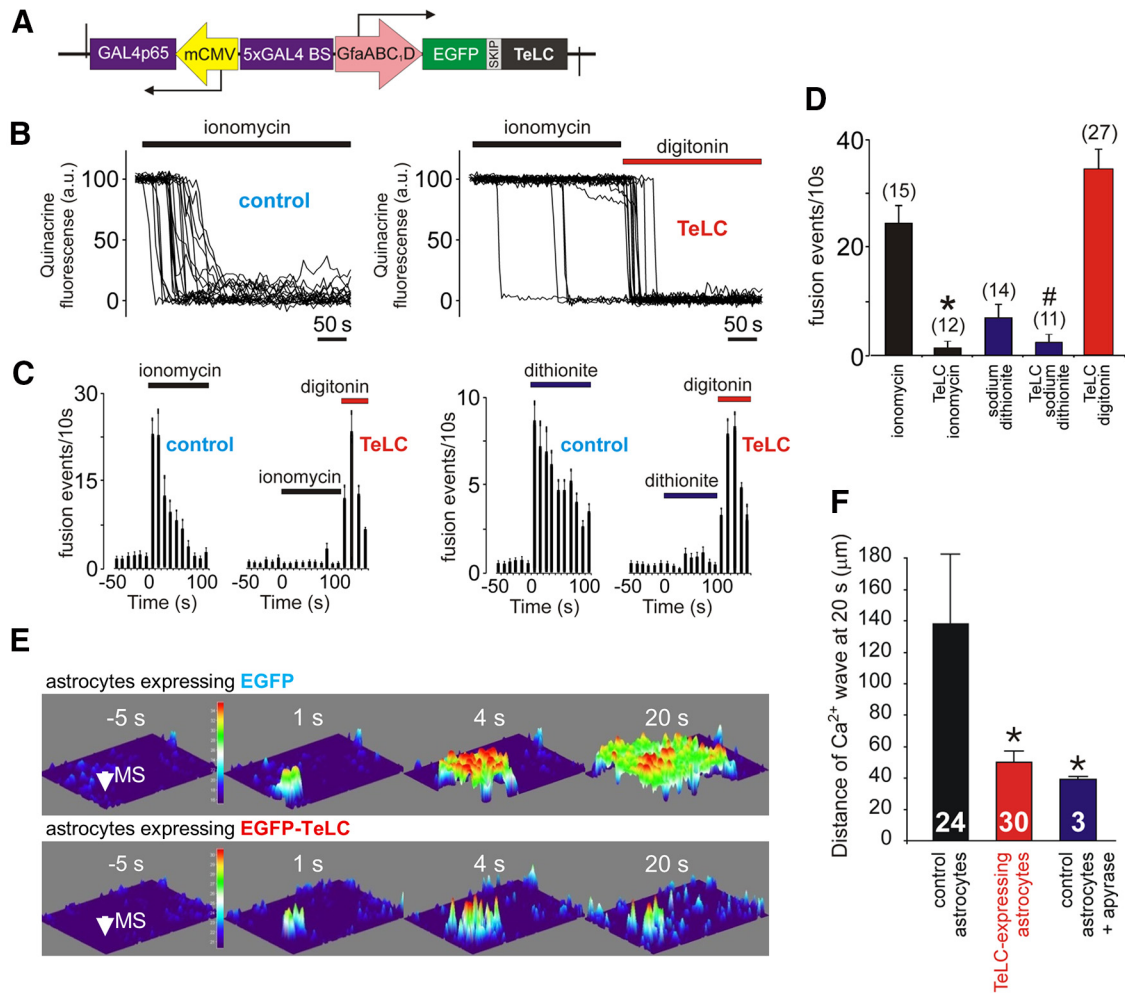 A
GAL4p65
mCMV
5xGAL4 BS
GfaABC₁D
EGFP
SKIP
TeLC
B
ionomycin
Quinacrine
fluorescense (a.u.)
100
50
0
control
50 s
ionomycin
digitonin
Quinacrine
fluorescense (a.u.)
100
50
0
TeLC
50 s
C
ionomycin
fusion events/10s
30
15
0
control
-50 0 100
Time (s)
digitonin
TeLC
ionomycin
-50 0 100
Time (s)
dithionite
fusion events/10s
10
5
0
control
-50 0 100
Time (s)
digitonin
TeLC
dithionite
-50 0 100
Time (s)
D
fusion events/10s
40
20
0
(15)
*
(12)
(14)
#
(11)
(27)
ionomycin
TeLC
ionomycin
sodium
dithionite
TeLC
sodium
dithionite
TeLC
digitonin
E
astrocytes expressing EGFP
-5 s
1 s
4 s
20 s
MS
astrocytes expressing EGFP-TeLC
-5 s
1 s
4 s
20 s
MS
F
Distance of Ca²⁺ wave at 20 s (µm)
180
160
140
120
100
80
60
40
20
0
24
*
30
*
3
control
astrocytes
TeLC-expressing
astrocytes
control
astrocytes
+ apyrase